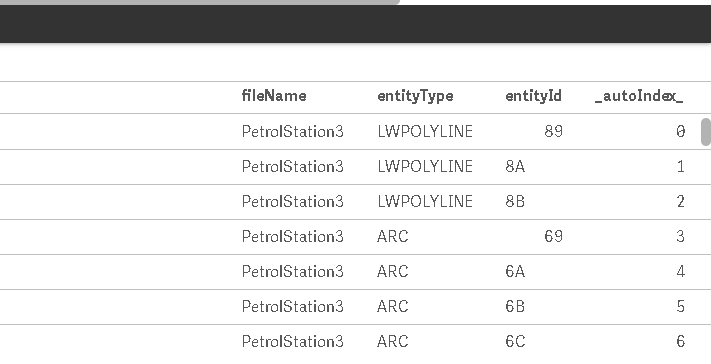 fileName entityType entityId _autoIndex_
PetrolStation3 LWPOLYLINE 89 0
PetrolStation3 LWPOLYLINE 8A 1
PetrolStation3 LWPOLYLINE 8B 2
PetrolStation3 ARC 69 3
PetrolStation3 ARC 6A 4
PetrolStation3 ARC 6B 5
PetrolStation3 ARC 6C 6